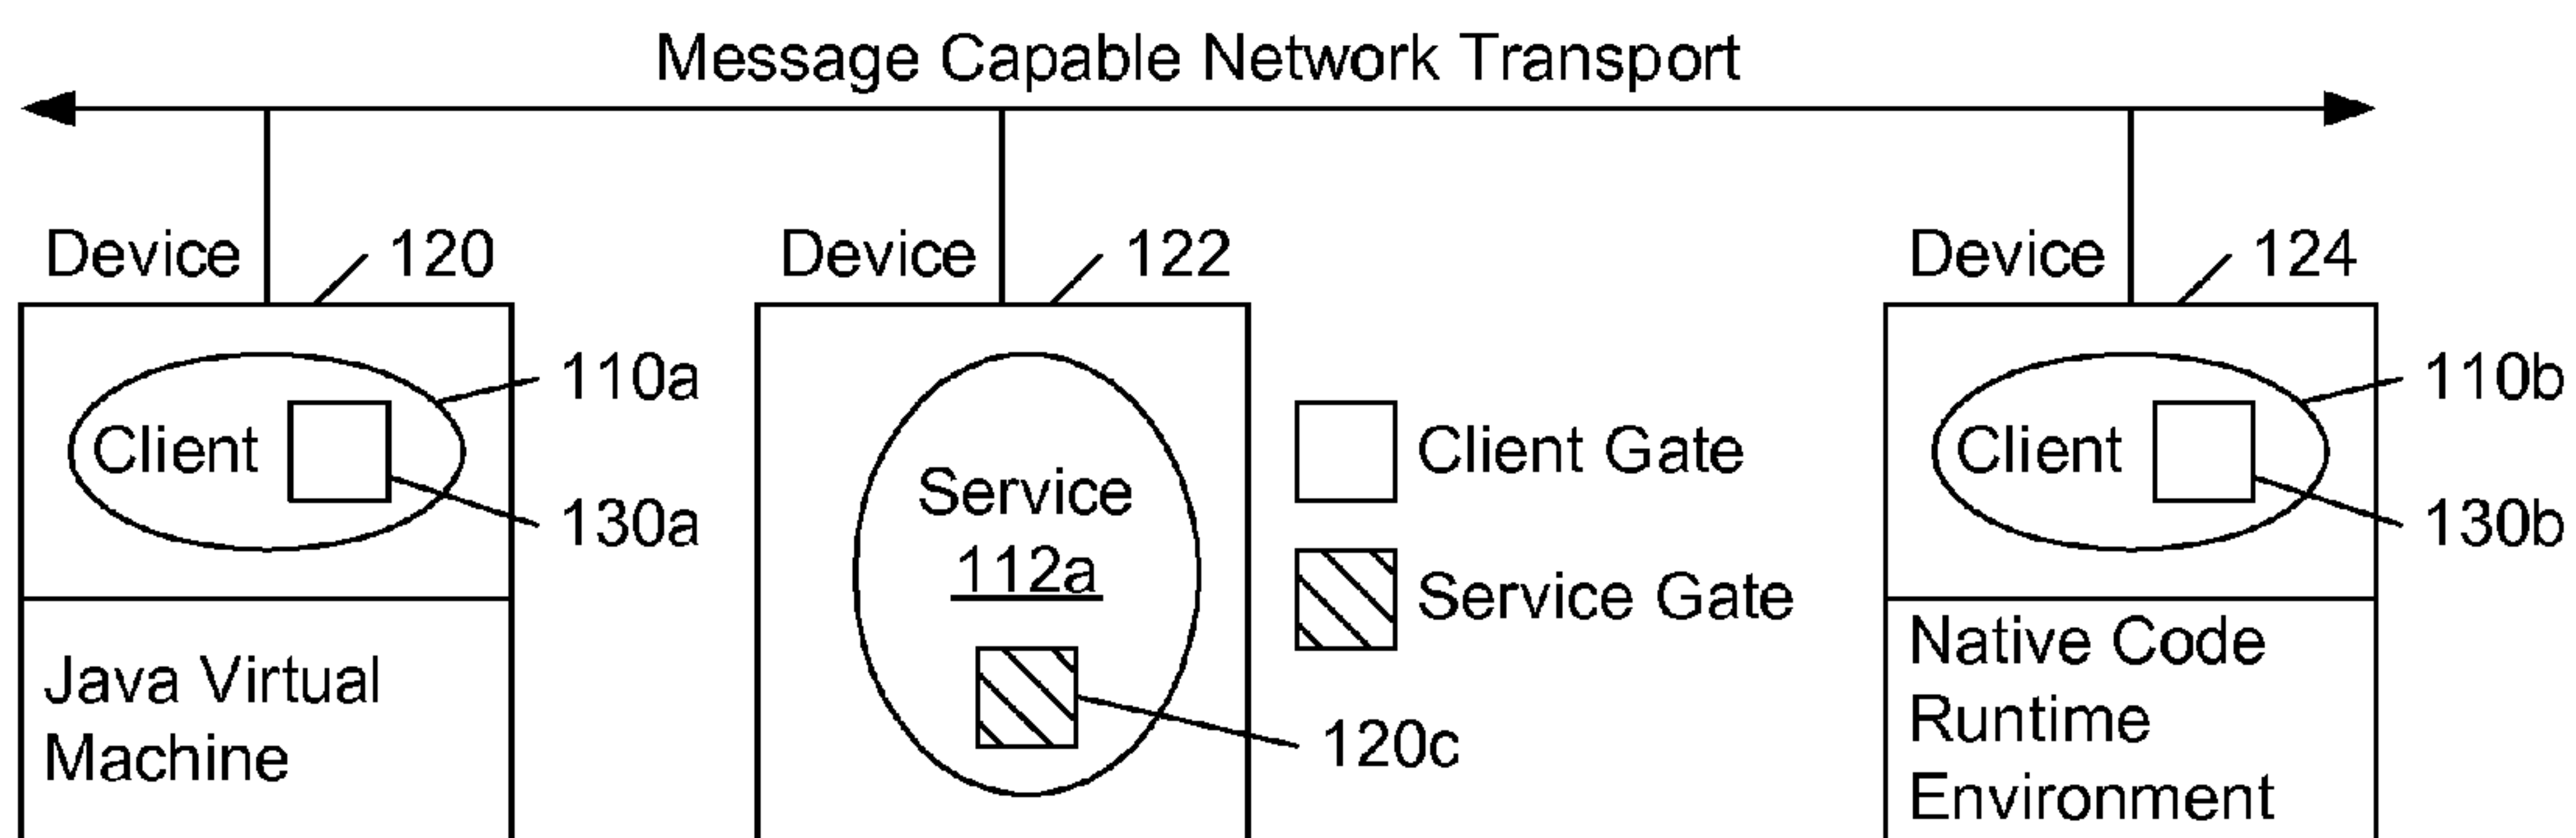 Message Capable Network Transport
Device 120
Device 122
Device 124
Client
110a
130a
Java Virtual
Machine
Service
112a
120c
Client Gate
Service Gate
Client
110b
130b
Native Code
Runtime
Environment